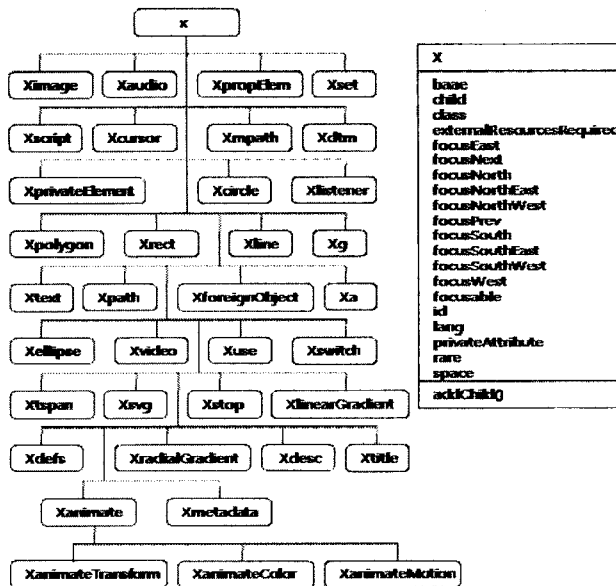 X
Ximage Xaudio XpropElem Xset
Xscript Xcursor Xmpath Xdtm
XprivateElement Xcircle Xlistener
Xpolygon Xrect Xline Xg
Xtext Xpath XforeignObject Xa
Xellipse Xvideo Xuse Xswitch
Xtspan Xsvg Xstop XlinearGradient
Xdefs XradialGradient Xdesc Xtitle
Xanimate Xmetadata
XanimateTransform XanimateColor XanimateMotion
X
baae
child
class
externalResourcesRequired
focusEast
focusNext
focusNorth
focusNorthEast
focusNorthWest
focusPrev
focusSouth
focusSouthEast
focusSouthWest
focusWest
focusable
id
lang
privateAttribute
rare
space
addChild()